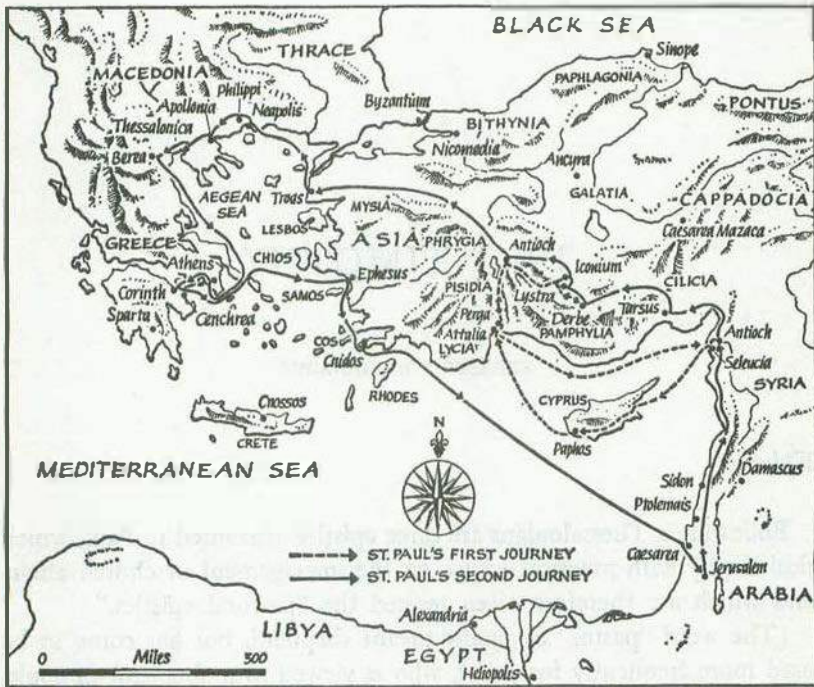 BLACK SEA
Sinope
THRACE
MACEDONIA
Philippi
PAPHLAGONIA
Apollonia
Neapolis
Byzantium
PONTUS
Thessalonica
BITHYNIA
Berea
Nicomedia
Ancyra
AEGEAN
SEA
Troas
GALATIA
MYSIA
CAPPADOCIA
LESBOS
Caesarea Mazaca
GREECE
ASIA
PHRYGIA
Antioch
CHIOS
Iconium
Athens
Ephesus
PISIDIA
CILICIA
Corinth
SAMOS
Lystra
Sparta
Perga
Derbe
Tarsus
Cenchrea
Attalia
PAMPHYLIA
Antioch
COS
LYCIA
Cnidos
Seleucia
RHODES
SYRIA
CYPRUS
Cnossos
N
CRETE
Paphos
MEDITERRANEAN SEA
Damascus
Sidon
Ptolemais
ST. PAUL'S FIRST JOURNEY
Caesarea
Jerusalem
ST. PAUL'S SECOND JOURNEY
ARABIA
Alexandria
LIBYA
0 Miles 300
EGYPT
Heliopolis